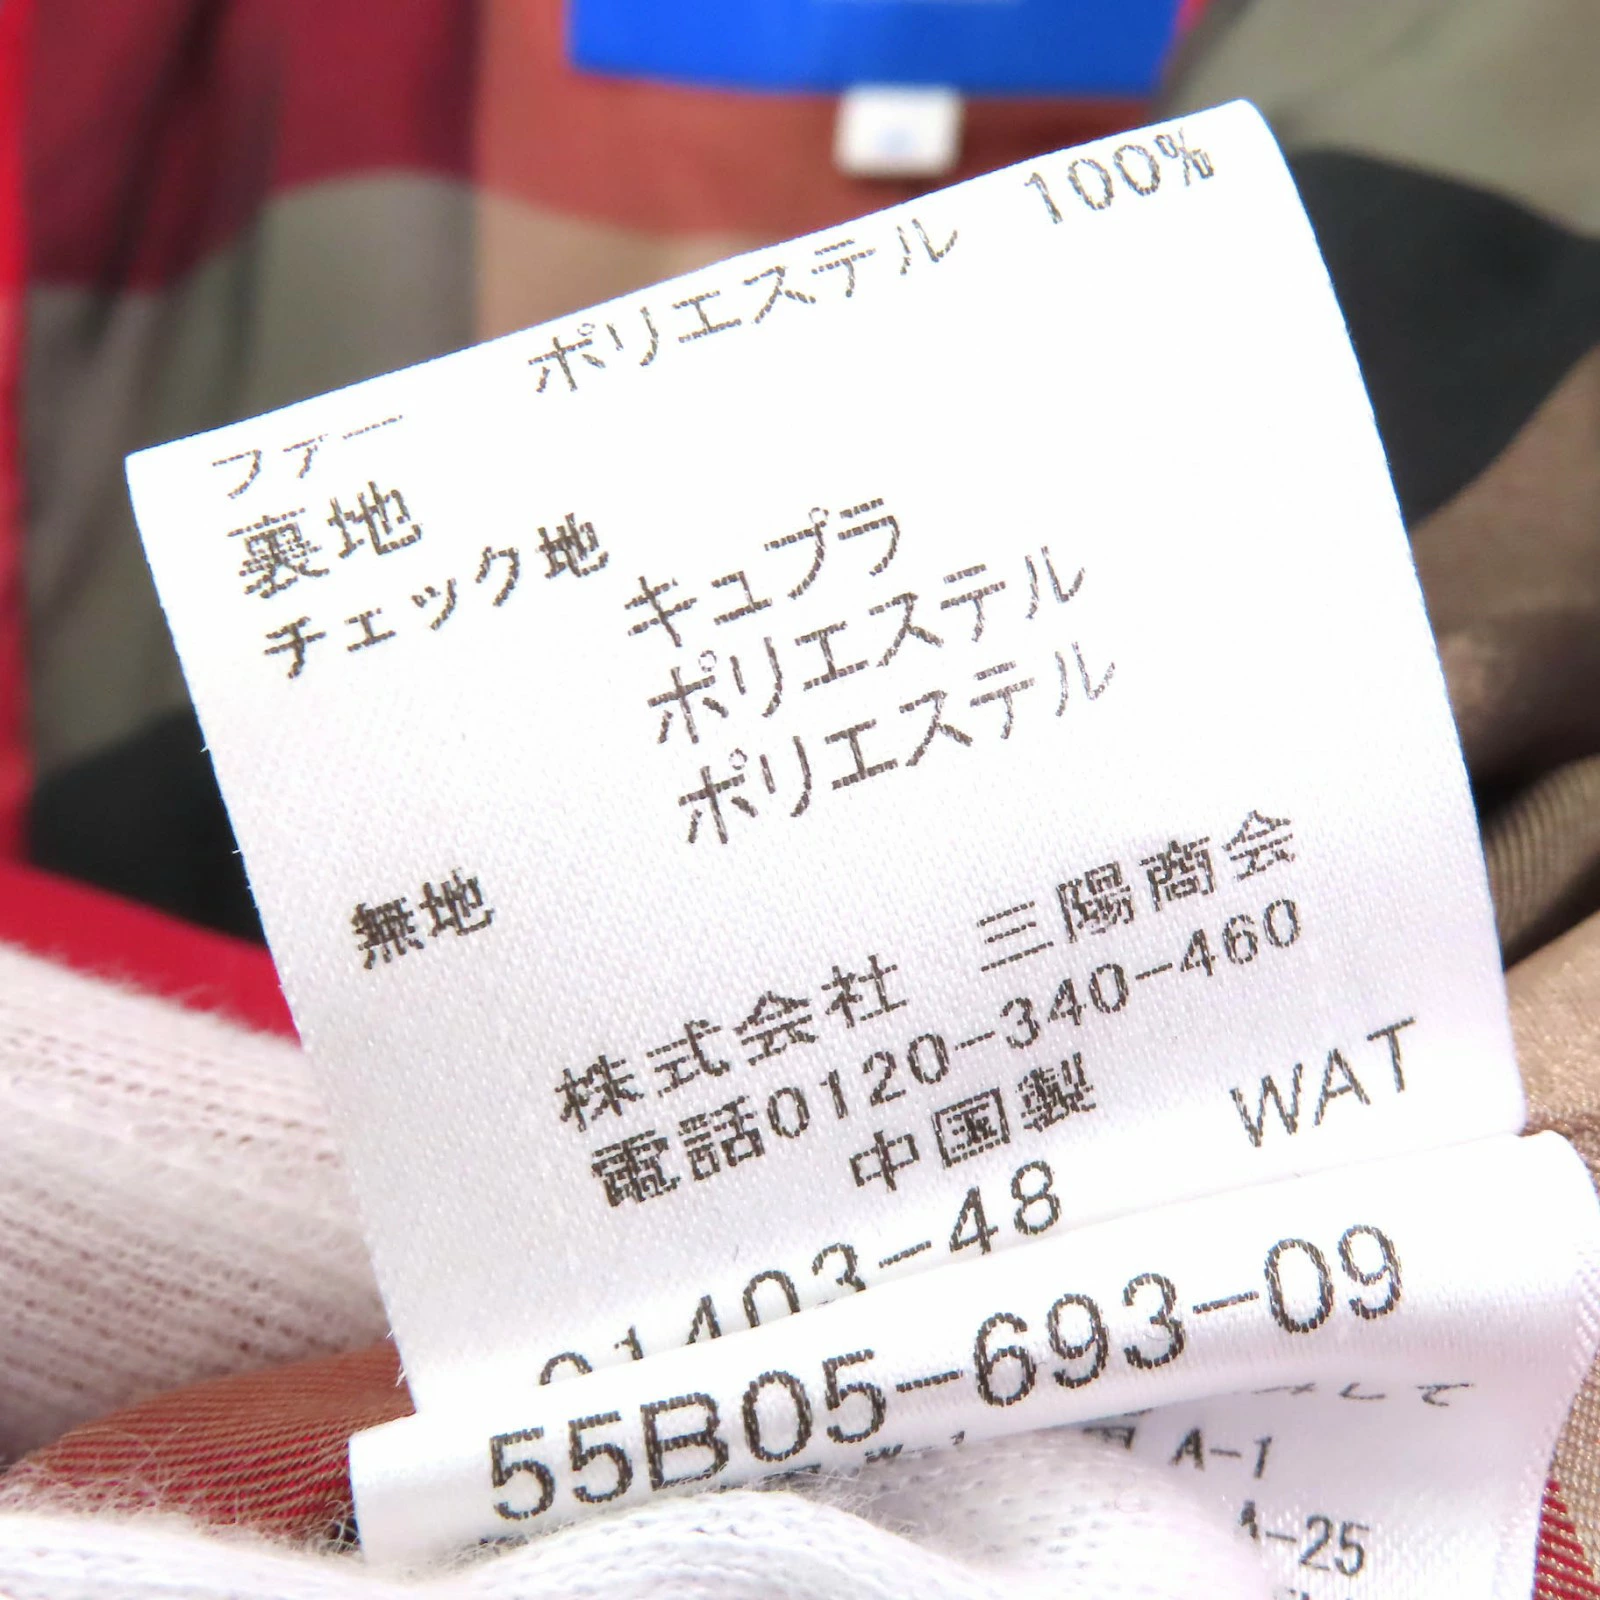 ファー ポリエステル 100%
裏地
チェック地 キュプラ
ポリエステル
無地 ポリエステル
株式会社 三陽商会
電話0120-340-460
中国製
WAT
01403-48
55B05-693-09
A-1
A-25